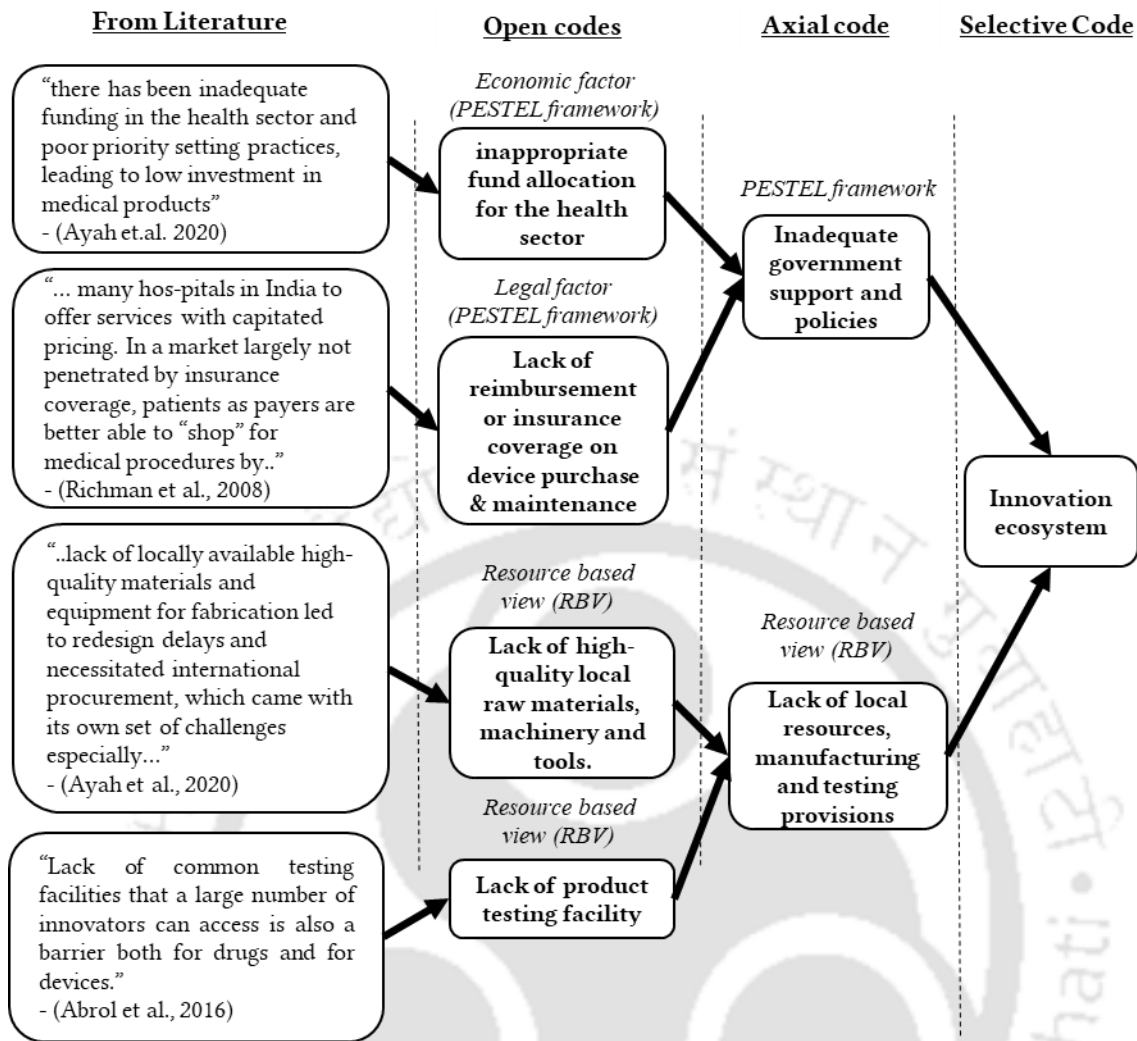 From Literature
Open codes
Axial code
Selective Code
“there has been inadequate
funding in the health sector and
poor priority setting practices,
leading to low investment in
medical products”
- (Ayah et.al. 2020)
Economic factor
(PESTEL framework)
inappropriate
fund allocation
for the health
sector
PESTEL framework
Inadequate
government
support and
policies
“... many hos-pitals in India to
offer services with capitated
pricing. In a market largely not
penetrated by insurance
coverage, patients as payers are
better able to “shop” for
medical procedures by..”
- (Richman et al., 2008)
Legal factor
(PESTEL framework)
Lack of
reimbursement
or insurance
coverage on
device purchase
& maintenance
Innovation
ecosystem
“..lack of locally available high-
quality materials and
equipment for fabrication led
to redesign delays and
necessitated international
procurement, which came with
its own set of challenges
especially...”
- (Ayah et al., 2020)
Resource based
view (RBV)
Lack of high-
quality local
raw materials,
machinery and
tools.
Resource based
view (RBV)
Lack of local
resources,
manufacturing
and testing
provisions
“Lack of common testing
facilities that a large number of
innovators can access is also a
barrier both for drugs and for
devices.”
- (Abrol et al., 2016)
Resource based
view (RBV)
Lack of product
testing facility